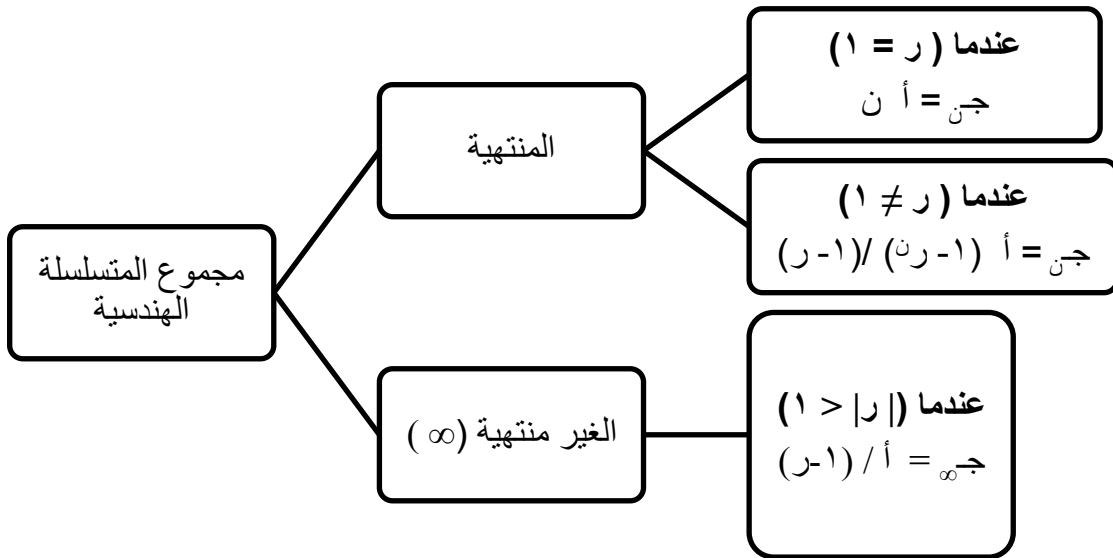 مجموع المتسلسلة
الهندسية
المنتهية
عندما ( ر = ١)
جـن = أ ن
عندما ( ر ≠ ١)
جـن = أ (١- رن) /(١- ر)
الغير منتهية (∞ )
عندما (| ر| < ١)
جـ∞ = أ / (١-ر)